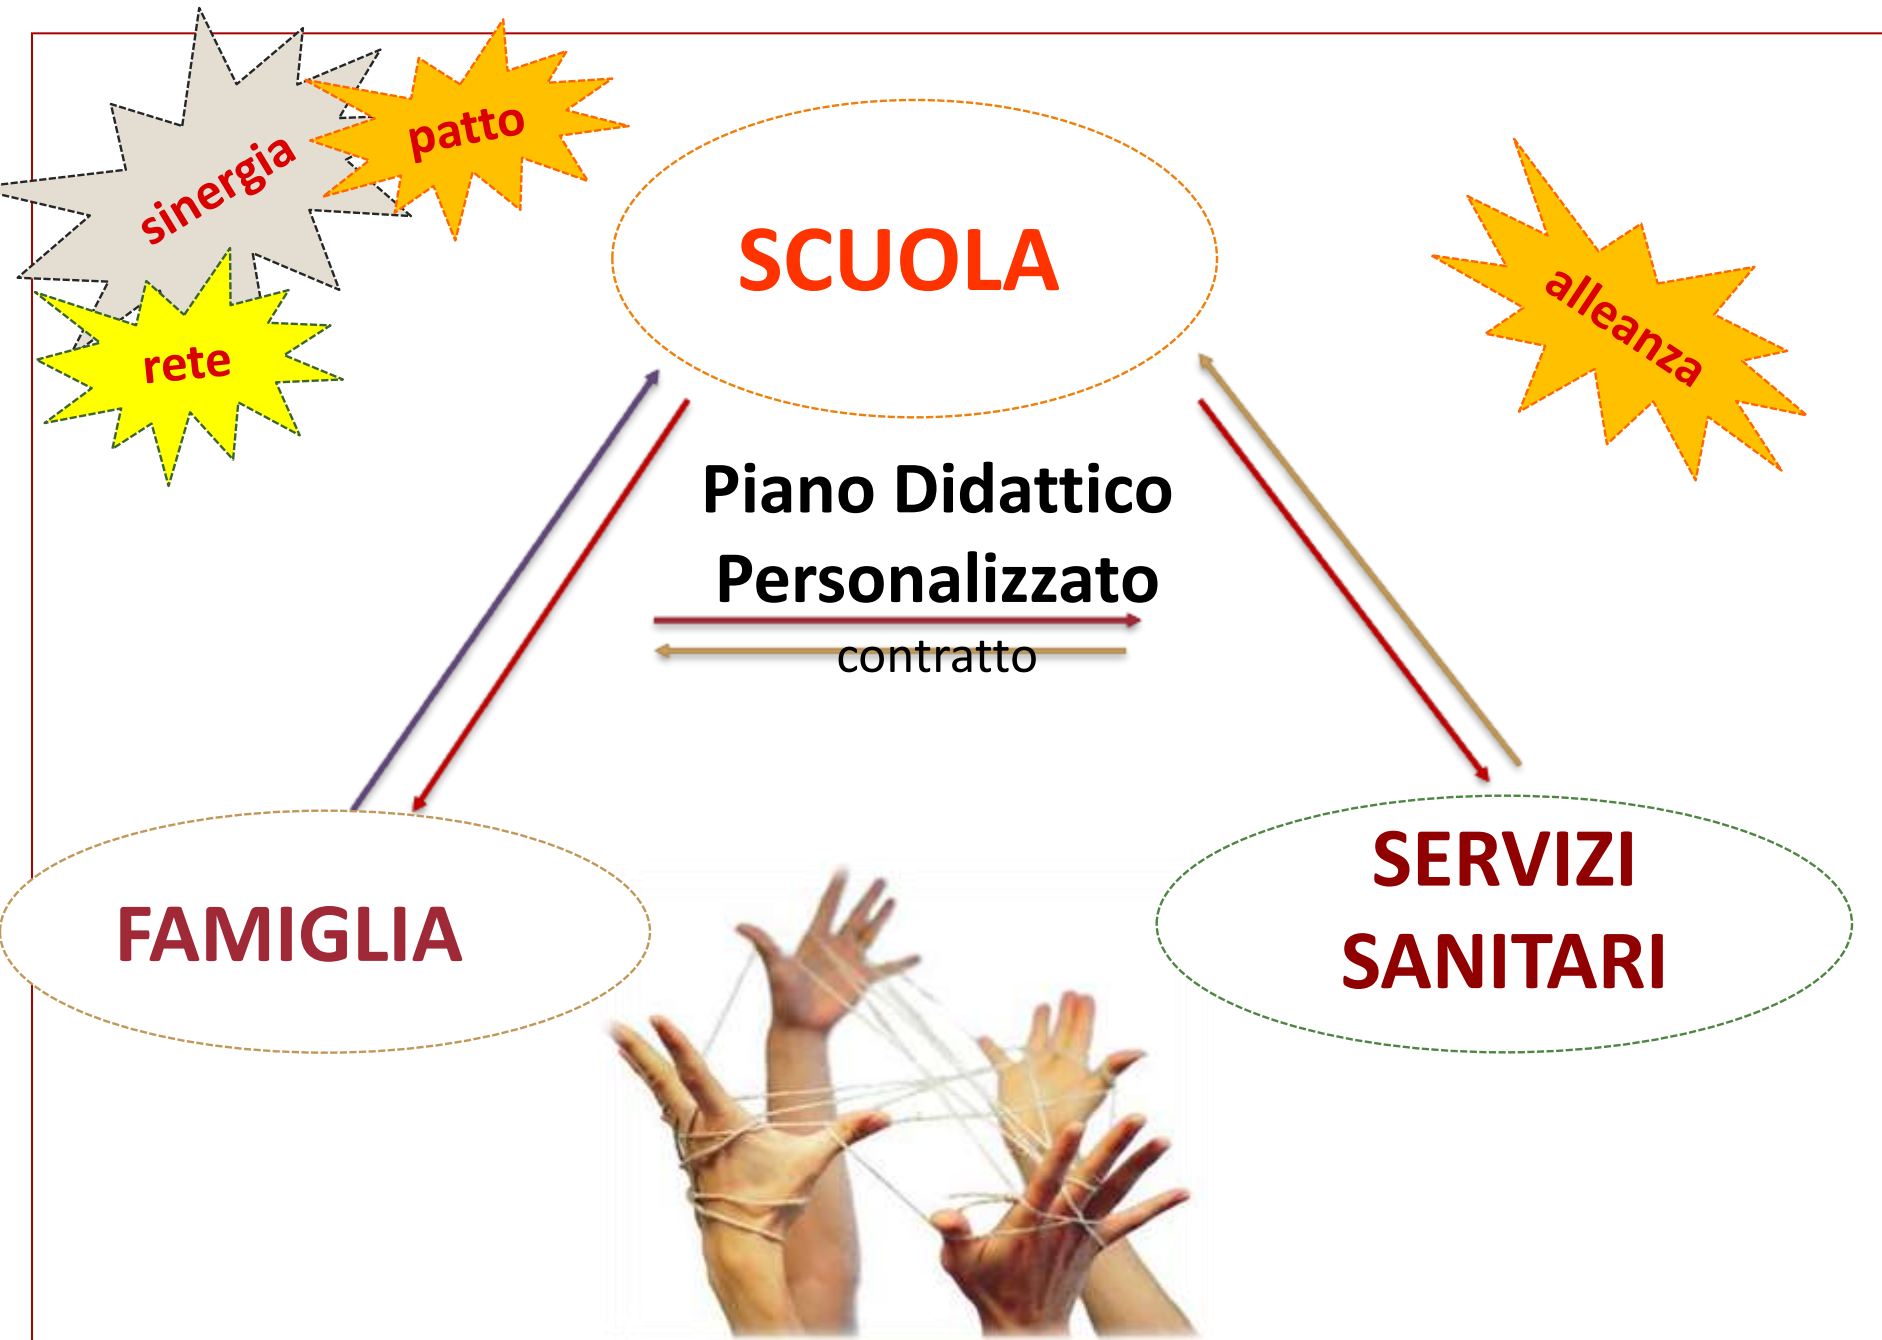 sinergia
patto
rete
alleanza
SCUOLA
Piano Didattico
Personalizzato
contratto
FAMIGLIA
SERVIZI
SANITARI